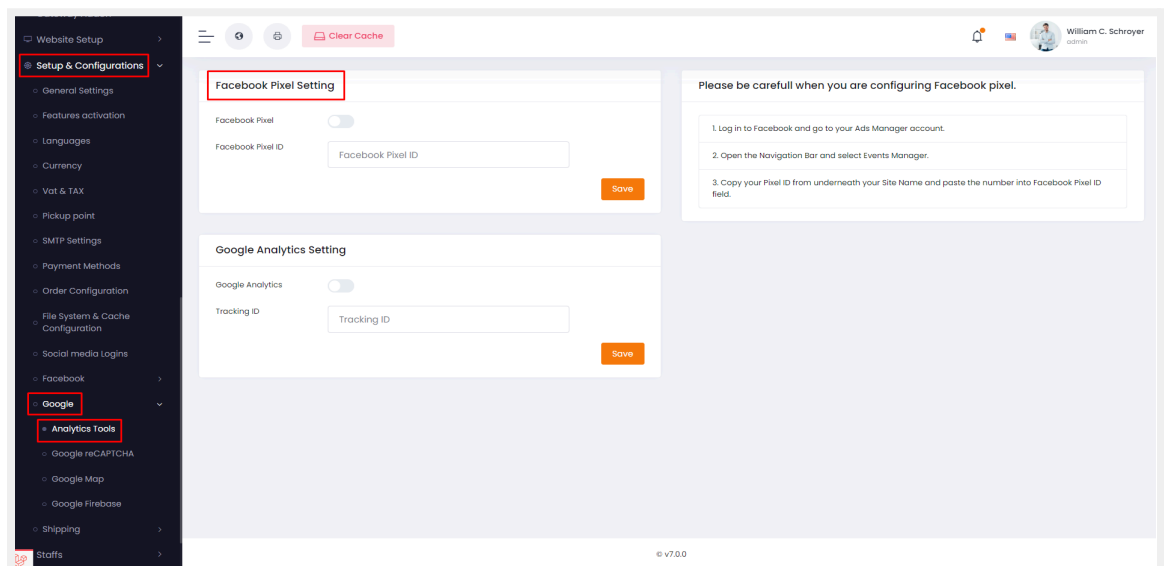 Website Setup
Setup & Configurations
General Settings
Features activation
Languages
Currency
Vat & TAX
Pickup point
SMTP Settings
Payment Methods
Order Configuration
File System & Cache
Configuration
Social media Logins
Facebook
Google
Analytics Tools
Google reCAPTCHA
Google Map
Google Firebase
Shipping
Staffs
Clear Cache
William C. Schroyer
admin
Facebook Pixel Setting
Facebook Pixel
Facebook Pixel ID
Facebook Pixel ID
Save
Please be carefull when you are configuring Facebook pixel.
1. Log in to Facebook and go to your Ads Manager account.
2. Open the Navigation Bar and select Events Manager.
3. Copy your Pixel ID from underneath your Site Name and paste the number into Facebook Pixel ID
field.
Google Analytics Setting
Google Analytics
Tracking ID
Tracking ID
Save
© v7.0.0